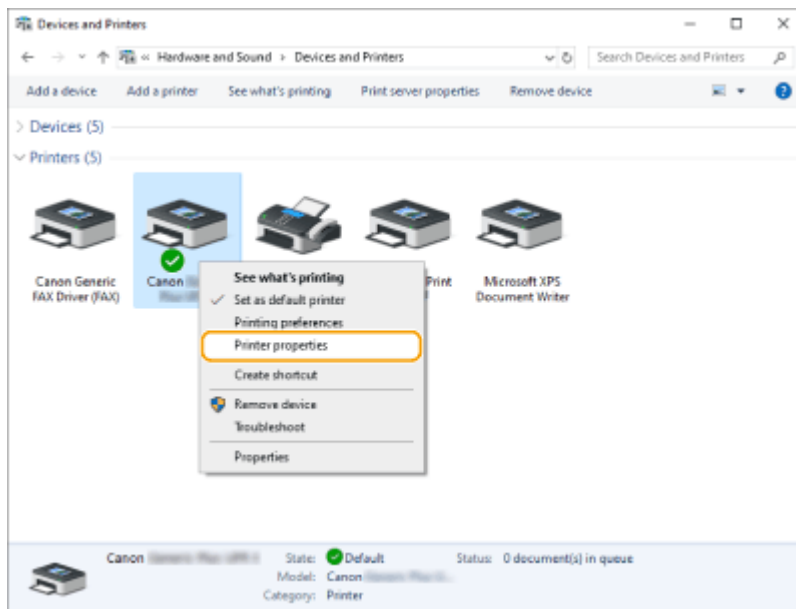 Devices and Printers
« Hardware and Sound › Devices and Printers
Search Devices and Printers
Add a device Add a printer See what's printing Print server properties Remove device
Devices (5)
Printers (5)
Canon Generic
FAX Driver (FAX)
Canon
Print
Microsoft XPS
Document Writer
See what's printing
Set as default printer
Printing preferences
Printer properties
Create shortcut
Remove device
Troubleshoot
Properties
Canon State: Default Status: 0 document(s) in queue
Model: Canon
Category: Printer